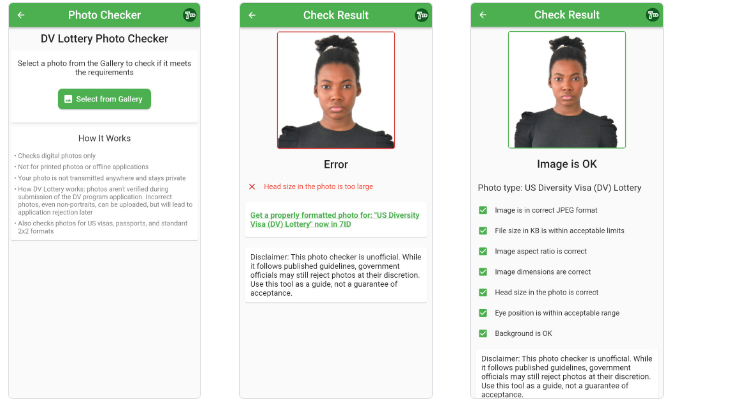 Photo Checker
7ID
DV Lottery Photo Checker
Select a photo from the Gallery to check if it meets
the requirements
Select from Gallery
How It Works
• Checks digital photos only
• Not for printed photos or offline applications
• Your photo is not transmitted anywhere and stays private
• How DV Lottery works: photos aren't verified during
submission of the DV program application. Incorrect
photos, even non-portraits, can be uploaded, but will lead to
application rejection later
• Also checks photos for US visas, passports, and standard
2x2 formats
Check Result
7ID
Error
Head size in the photo is too large
Get a properly formatted photo for: "US Diversity
Visa (DV) Lottery" now in 7ID
Disclaimer: This photo checker is unofficial. While
it follows published guidelines, government
officials may still reject photos at their discretion.
Use this tool as a guide, not a guarantee of
acceptance.
Check Result
7ID
Image is OK
Photo type: US Diversity Visa (DV) Lottery
Image is in correct JPEG format
File size in KB is within acceptable limits
Image aspect ratio is correct
Image dimensions are correct
Head size in the photo is correct
Eye position is within acceptable range
Background is OK
Disclaimer: This photo checker is unofficial. While
it follows published guidelines, government
officials may still reject photos at their discretion.
Use this tool as a guide, not a guarantee of
acceptance.